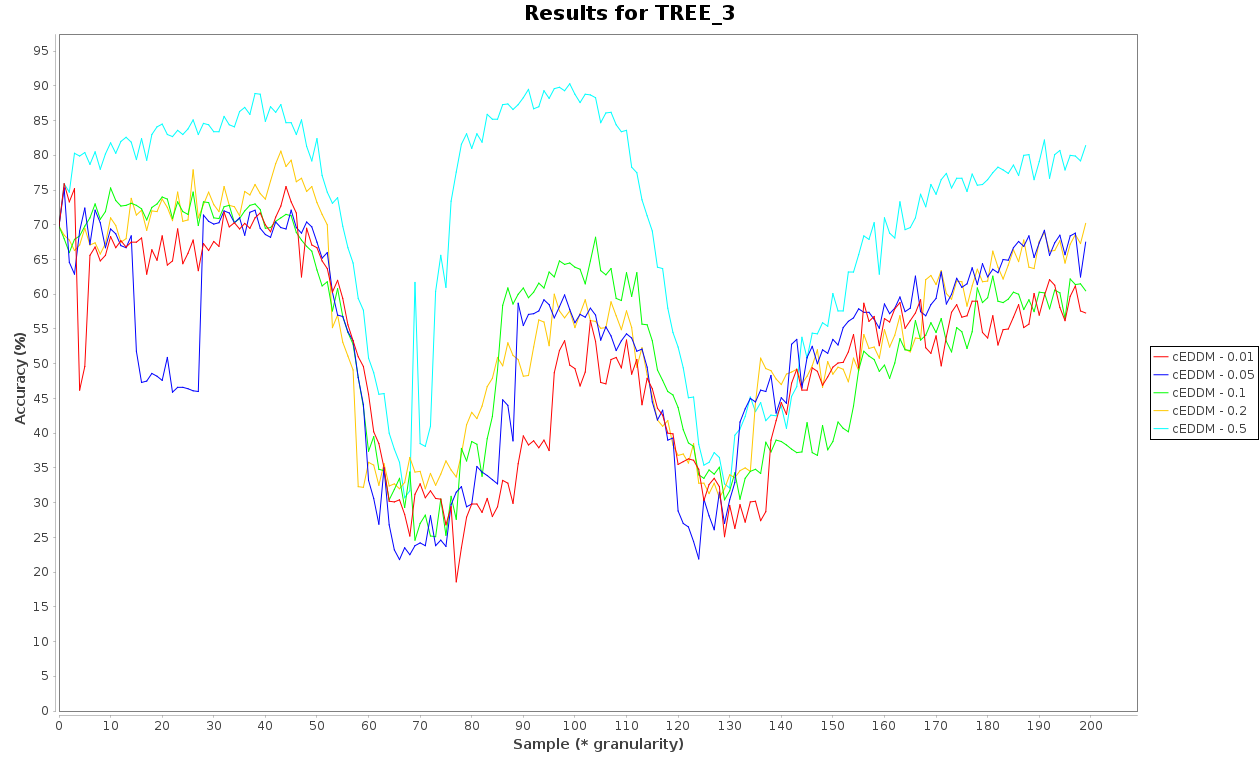 Results for TREE_3
Accuracy (%)
95
90
85
80
75
70
65
60
55
50
45
40
35
30
25
20
15
10
5
0
0 10 20 30 40 50 60 70 80 90 100 110 120 130 140 150 160 170 180 190 200
Sample (* granularity)
cEDDM - 0.01
cEDDM - 0.05
cEDDM - 0.1
cEDDM - 0.2
cEDDM - 0.5